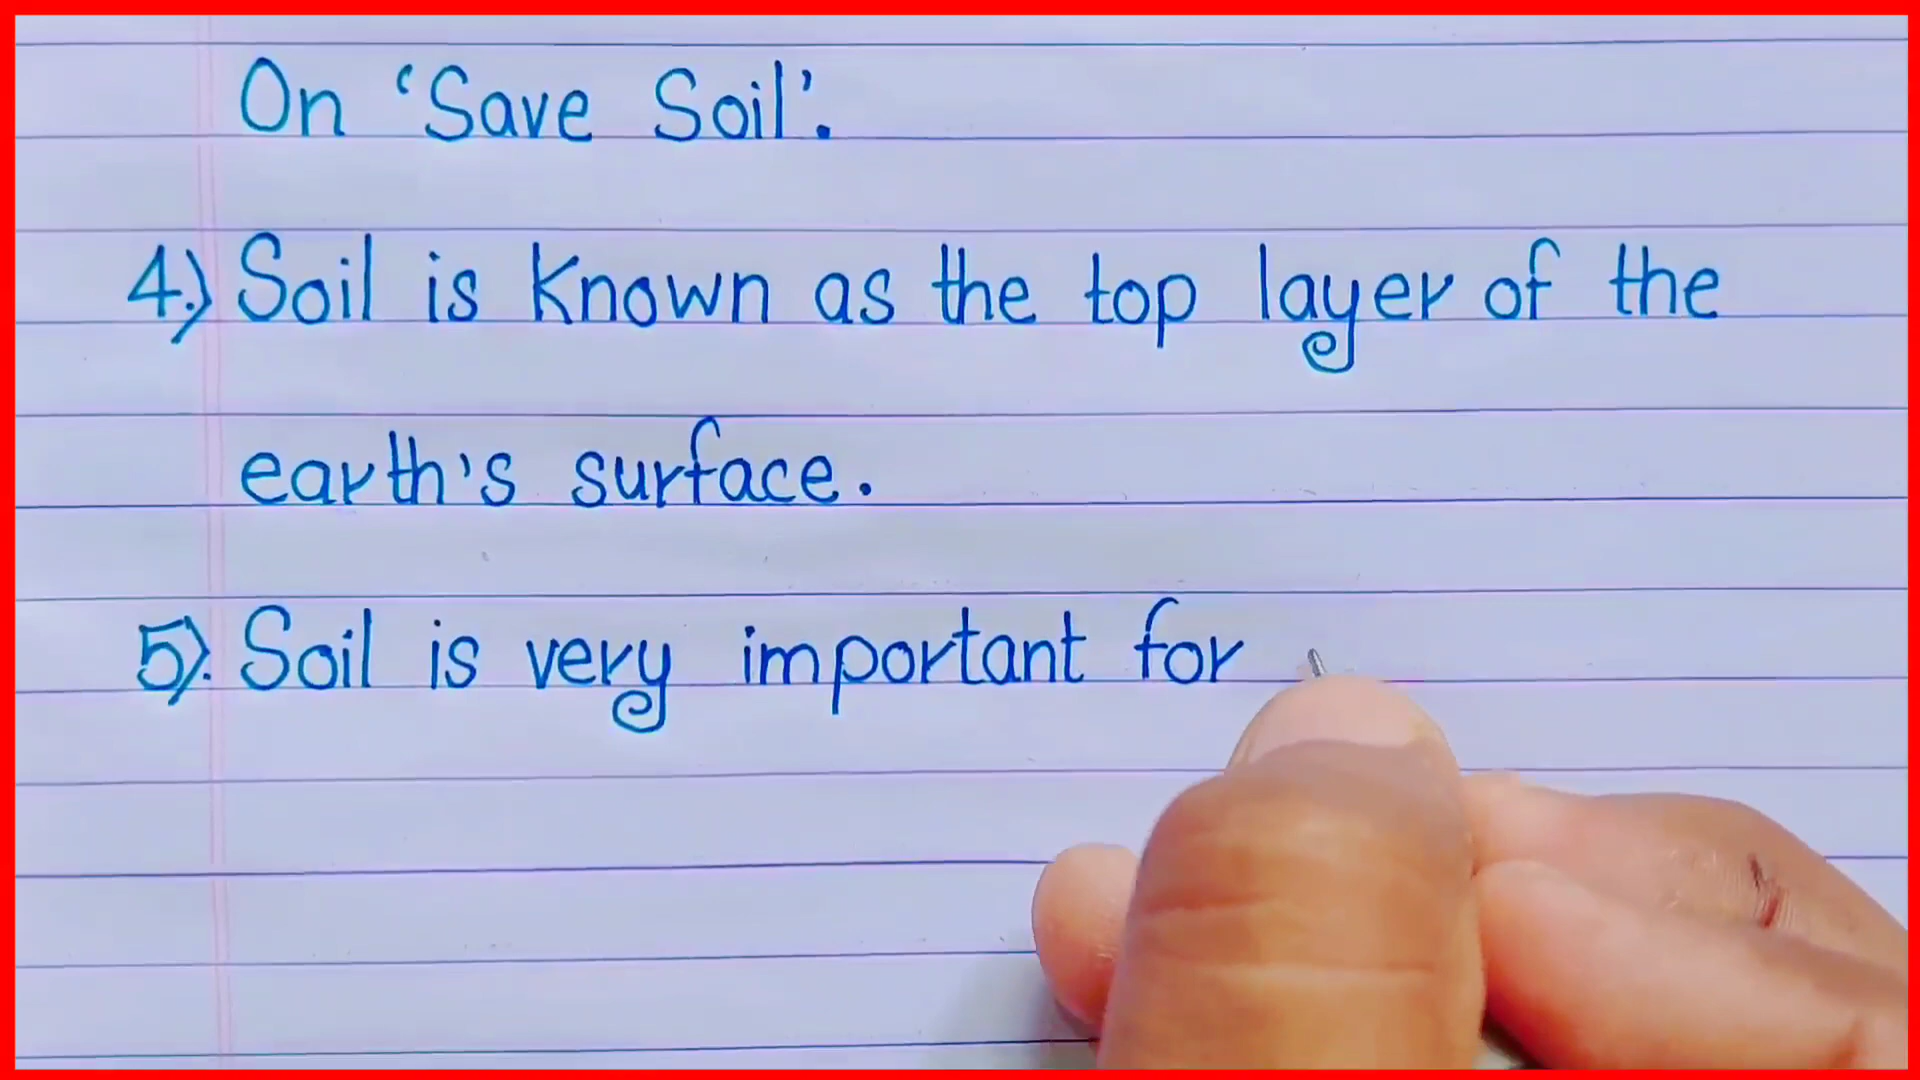 On 'Save Soil'.
4.) Soil is known as the top layer of the
earth's surface.
5). Soil is very important for